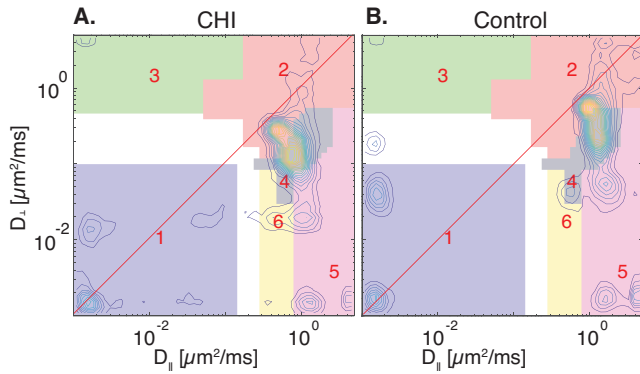 A. CHI B. Control
D⊥ [µm²/ms]
10⁰
10⁻²
3 2 4 6 1 5
3 2 4 6 1 5
10⁻² 10⁰ 10⁻² 10⁰
D∥ [µm²/ms] D∥ [µm²/ms]